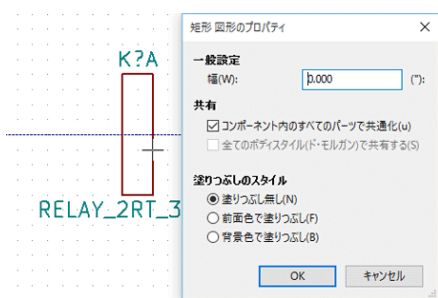 矩形 図形のプロパティ
K?A
一般設定
幅(W):
0.000
("):
共有
コンポーネント内のすべてのパーツで共通化(u)
全てのボディスタイル(ド・モルガン)で共有する(S)
塗りつぶしのスタイル
塗りつぶし無し(N)
RELAY_2RT_3
前面色で塗りつぶし(F)
背景色で塗りつぶし(B)
OK
キャンセル